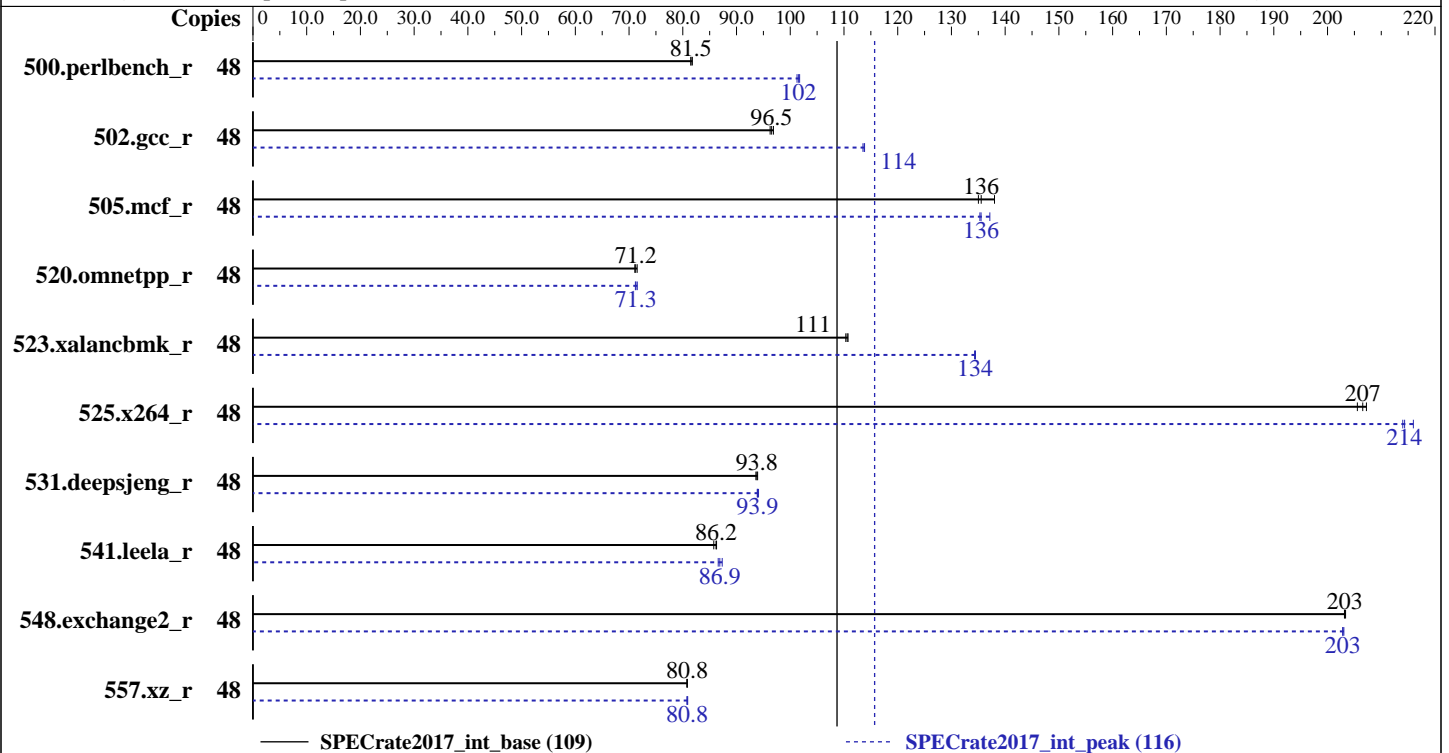 Copies 0 10.0 20.0 30.0 40.0 50.0 60.0 70.0 80.0 90.0 100 110 120 130 140 150 160 170 180 190 200 220
500.perlbench_r 48 81.5
102
502.gcc_r 48 96.5
114
505.mcf_r 48 136
136
520.omnetpp_r 48 71.2
71.3
523.xalancbmk_r 48 111
134
525.x264_r 48 207
214
531.deepsjeng_r 48 93.8
93.9
541.leela_r 48 86.2
86.9
548.exchange2_r 48 203
203
557.xz_r 48 80.8
80.8
SPECrate2017_int_base (109) SPECrate2017_int_peak (116)